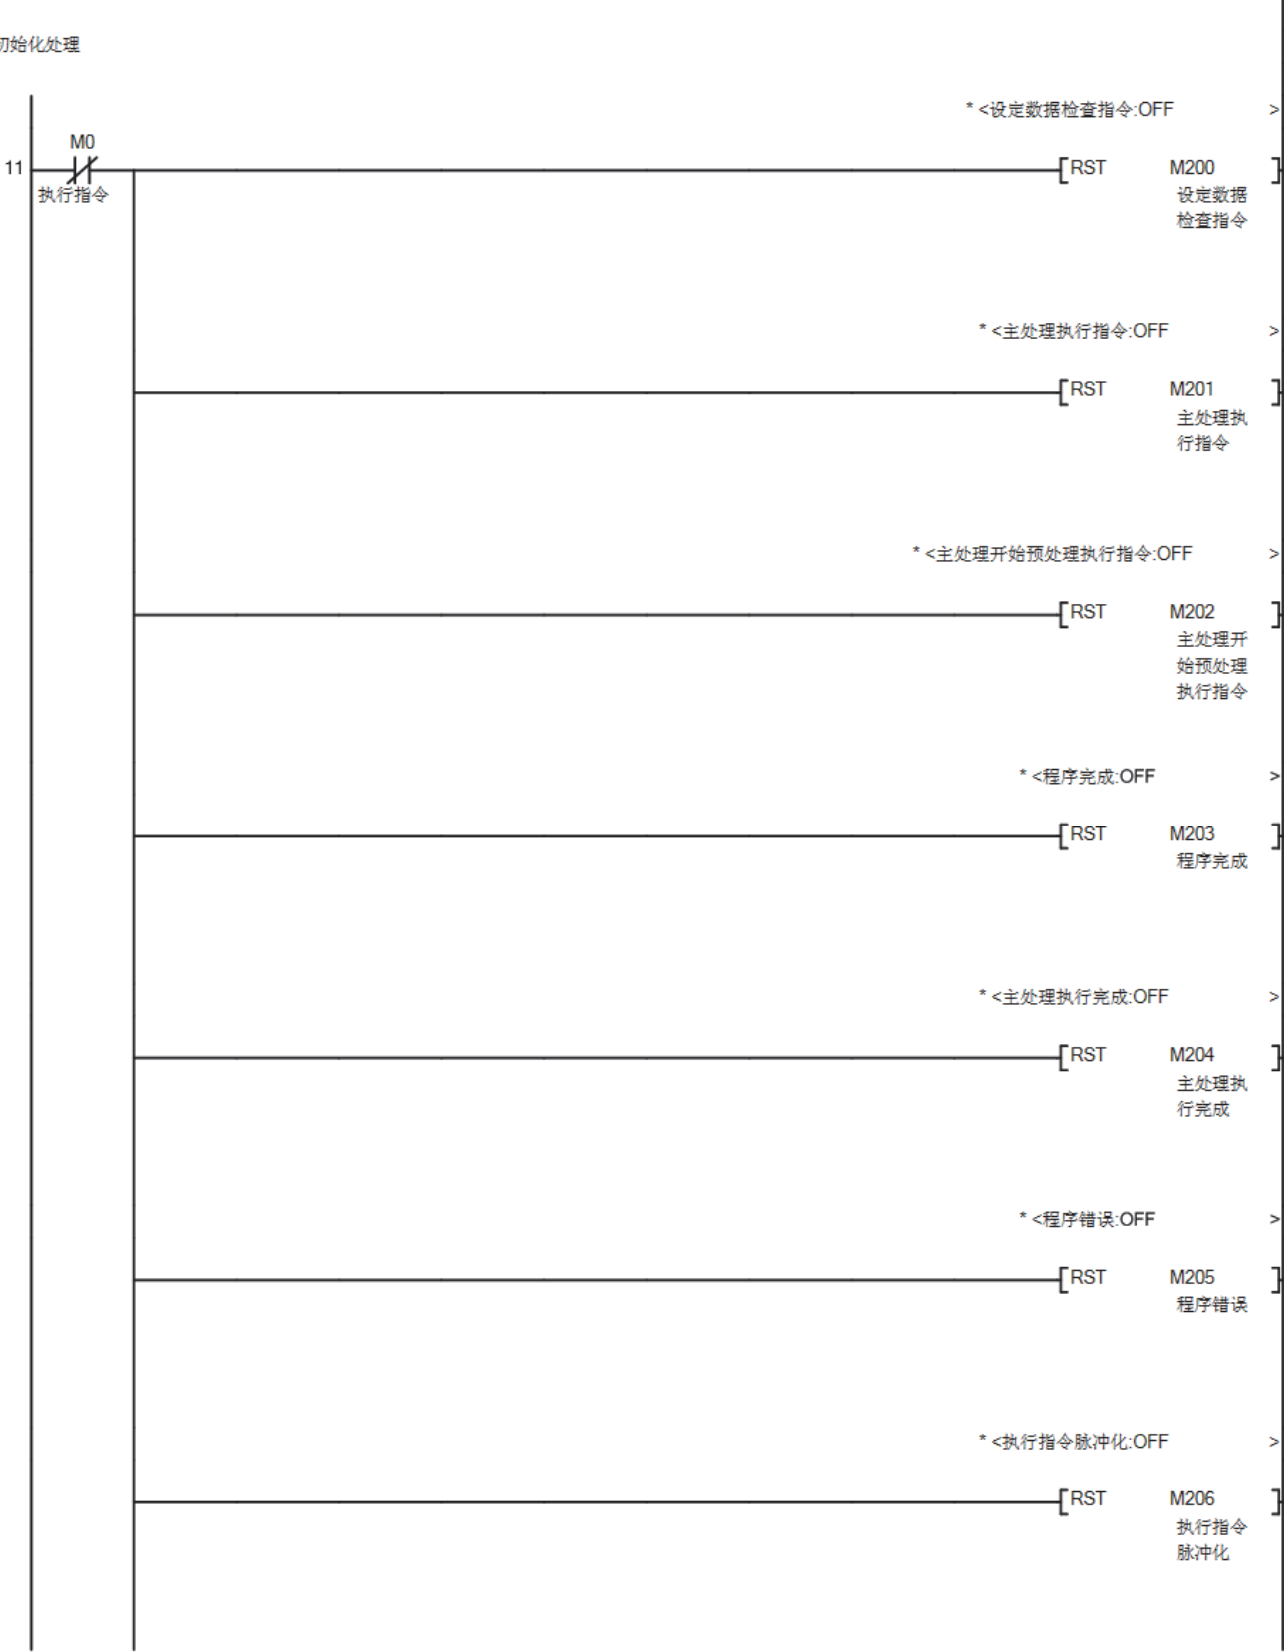 初始化处理
* <设定数据检查指令:OFF >
M0
11
RST M200
执行指令
设定数据
检查指令
* <主处理执行指令:OFF >
RST M201
主处理执
行指令
* <主处理开始预处理执行指令:OFF >
RST M202
主处理开
始预处理
执行指令
* <程序完成:OFF >
RST M203
程序完成
* <主处理执行完成:OFF >
RST M204
主处理执
行完成
* <程序错误:OFF >
RST M205
程序错误
* <执行指令脉冲化:OFF >
RST M206
执行指令
脉冲化